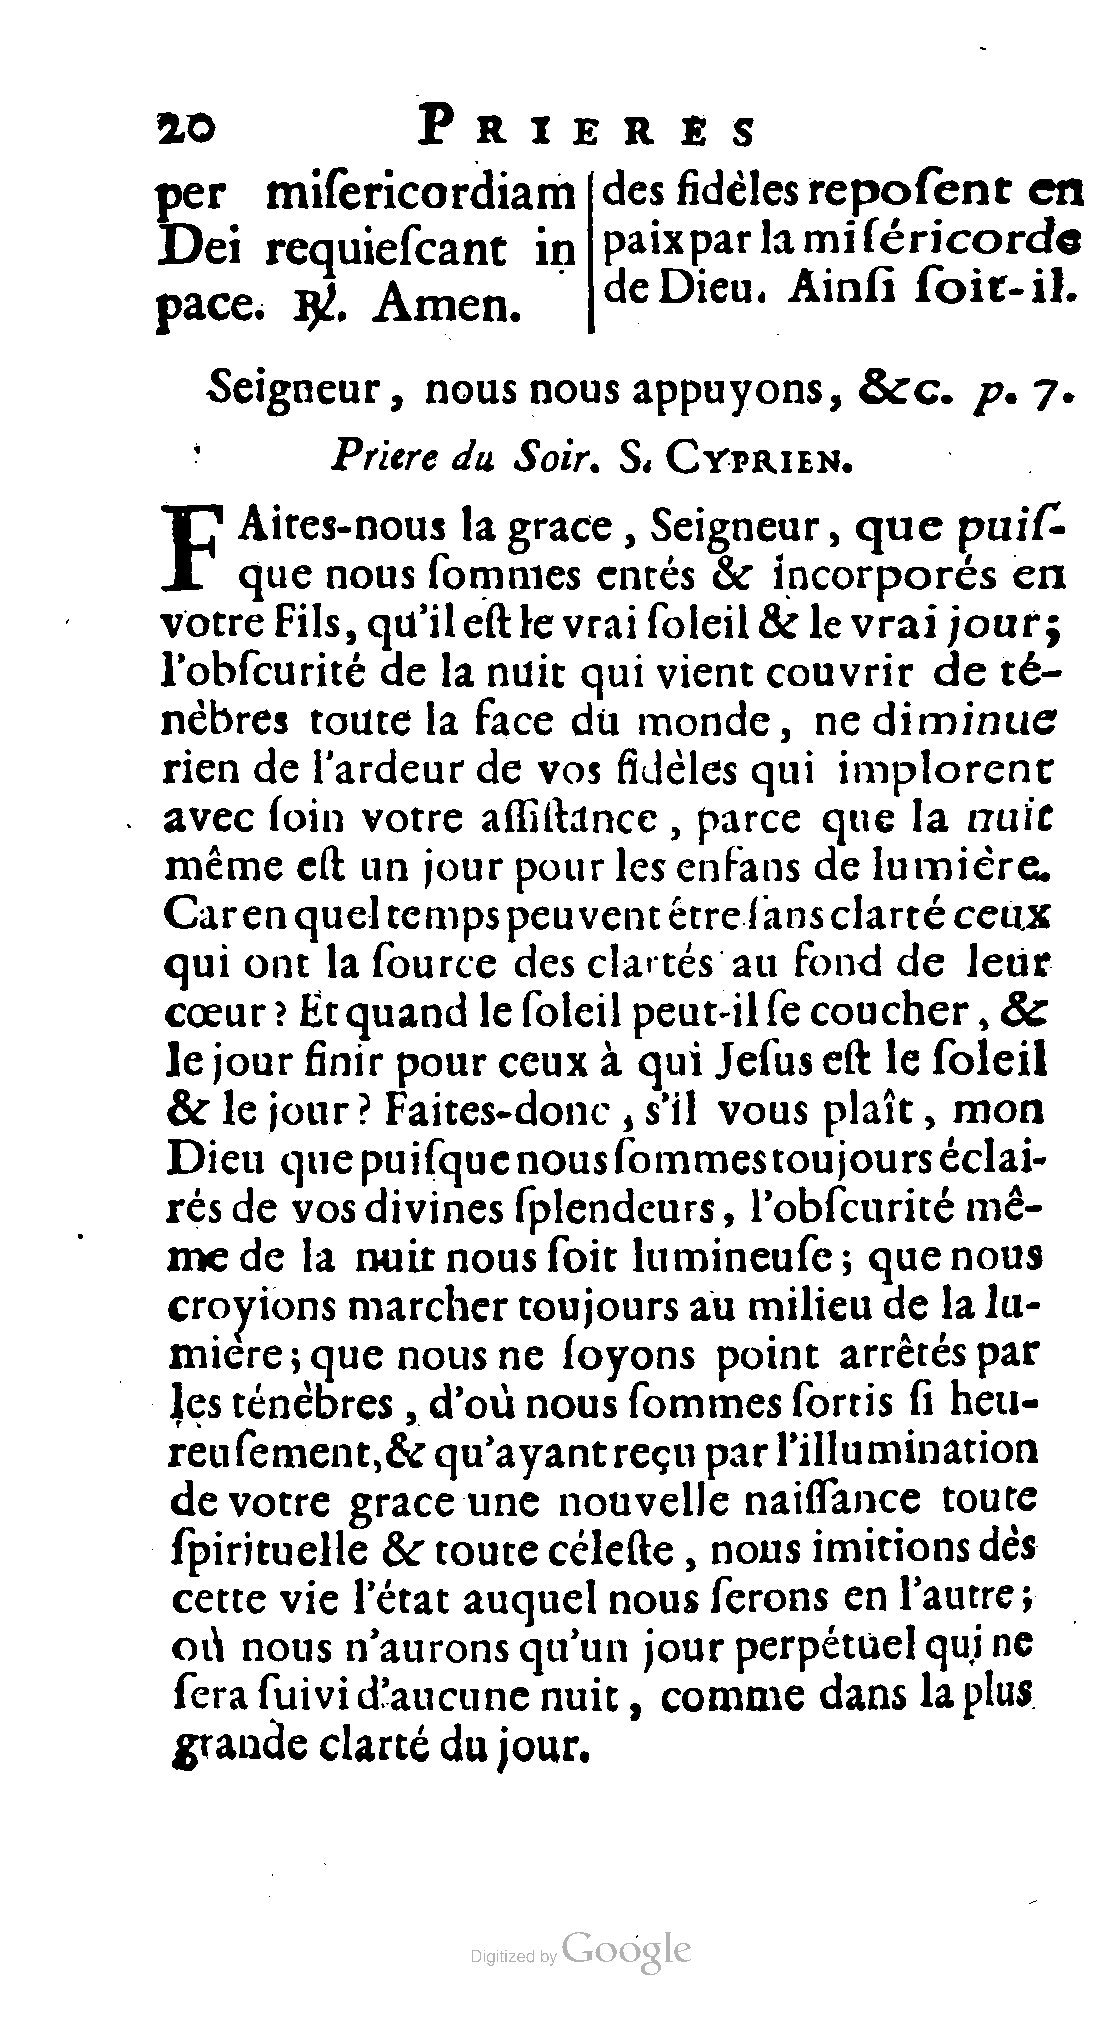 20 PRIERES
per miſericordiam
Dei requieſcant in
pace. ℟. Amen.
des fidèles repoſent en
paix par la miſéricorde
de Dieu. Ainſi ſoit-il.
Seigneur, nous nous appuyons, &c. p. 7.
Priere du Soir. S. CYPRIEN.
FAites-nous la grace, Seigneur, que puiſ-
que nous ſommes entés & incorporés en
votre Fils, qu'il eſt le vrai ſoleil & le vrai jour;
l'obſcurité de la nuit qui vient couvrir de té-
nèbres toute la face du monde, ne diminue
rien de l'ardeur de vos fidèles qui implorent
avec ſoin votre aſſiſtance, parce que la nuit
même eſt un jour pour les enfans de lumière.
Car en quel temps peuvent être ſans clarté ceux
qui ont la ſource des clartés au fond de leur
cœur? Et quand le ſoleil peut-il ſe coucher, &
le jour finir pour ceux à qui Jeſus eſt le ſoleil
& le jour? Faites-donc, s'il vous plaît, mon
Dieu que puiſque nous ſommes toujours éclai-
rés de vos divines ſplendeurs, l'obſcurité mê-
me de la nuit nous ſoit lumineuſe; que nous
croyions marcher toujours au milieu de la lu-
mière; que nous ne ſoyons point arrêtés par
les ténèbres, d'où nous ſommes ſortis ſi heu-
reuſement, & qu'ayant reçu par l'illumination
de votre grace une nouvelle naiſſance toute
ſpirituelle & toute céleſte, nous imitions dès
cette vie l'état auquel nous ſerons en l'autre;
où nous n'aurons qu'un jour perpétuel qui ne
ſera ſuivi d'aucune nuit, comme dans la plus
grande clarté du jour.
Digitized by Google